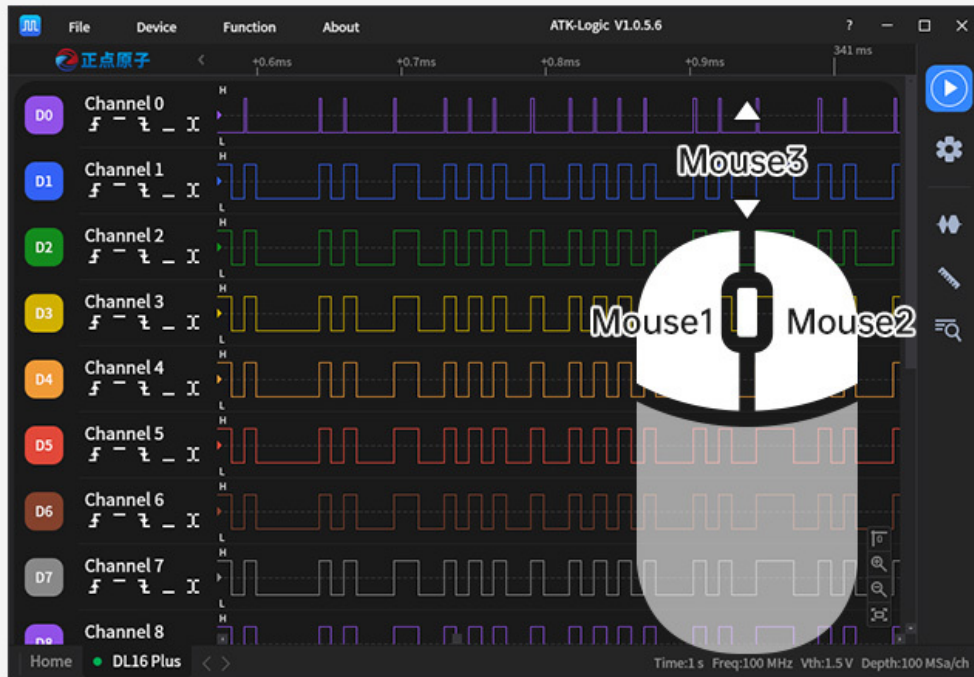 File Device Function About ATK-Logic V1.0.5.6 ?
正点原子 +0.6ms +0.7ms +0.8ms +0.9ms 341 ms
D0 Channel 0 H L
D1 Channel 1 H L
D2 Channel 2 H L
D3 Channel 3 H L
D4 Channel 4 H L
D5 Channel 5 H L
D6 Channel 6 H L
D7 Channel 7 H L
D8 Channel 8 H
Mouse3
Mouse1 Mouse2
0
Home DL16 Plus Time:1 s Freq:100 MHz Vth:1.5 V Depth:100 MSa/ch